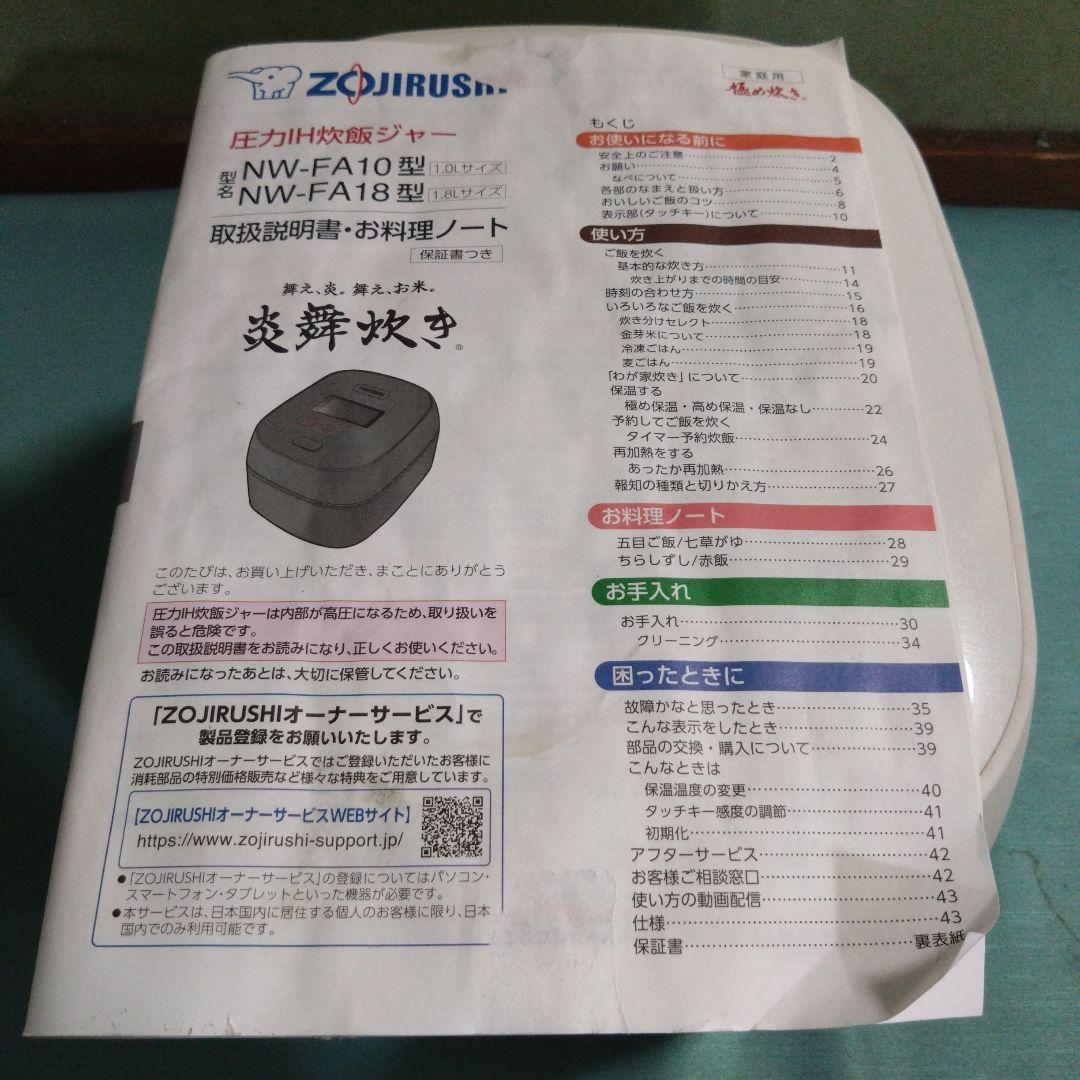 ZOJIRUSHI
圧力IH炊飯ジャー
型名
NW-FA10型 1.0Lサイズ
NW-FA18型 1.8Lサイズ
取扱説明書・お料理ノート
保証書つき
舞え、炎。舞え、お米。
炎舞炊き®
このたびは、お買い上げいただき、まことにありがとう
ございます。
圧力IH炊飯ジャーは内部が高圧になるため、取り扱いを
誤ると危険です。
この取扱説明書をお読みになり、正しくお使いください。
お読みになったあとは、大切に保管してください。
「ZOJIRUSHIオーナーサービス」で
製品登録をお願いいたします。
ZOJIRUSHIオーナーサービスではご登録いただいたお客様に
消耗部品の特別価格販売など様々な特典をご用意しています。
【ZOJIRUSHIオーナーサービスWEBサイト】
https://www.zojirushi-support.jp/
●「ZOJIRUSHIオーナーサービス」の登録についてはパソコン・
スマートフォン・タブレットといった機器が必要です。
●本サービスは、日本国内に居住する個人のお客様に限り、日本
国内でのみ利用可能です。
家庭用
極め炊き®
もくじ
お使いになる前に
安全上のご注意 2
お願い 4
なべについて 5
各部のなまえと扱い方 6
おいしいご飯のコツ 8
表示部(タッチキー)について 10
使い方
ご飯を炊く
基本的な炊き方 11
炊き上がりまでの時間の目安 14
時刻の合わせ方 15
いろいろなご飯を炊く 16
炊き分けセレクト 18
金芽米について 18
冷凍ごはん 19
麦ごはん 19
「わが家炊き」について 20
保温する
極め保温・高め保温・保温なし 22
予約してご飯を炊く
タイマー予約炊飯 24
再加熱をする
あったか再加熱 26
報知の種類と切りかえ方 27
お料理ノート
五目ご飯/七草がゆ 28
ちらしずし/赤飯 29
お手入れ
お手入れ 30
クリーニング 34
困ったときに
故障かなと思ったとき 35
こんな表示をしたとき 39
部品の交換・購入について 39
こんなときは
保温温度の変更 40
タッチキー感度の調節 41
初期化 41
アフターサービス 42
お客様ご相談窓口 42
使い方の動画配信 43
仕様 43
保証書 裏表紙